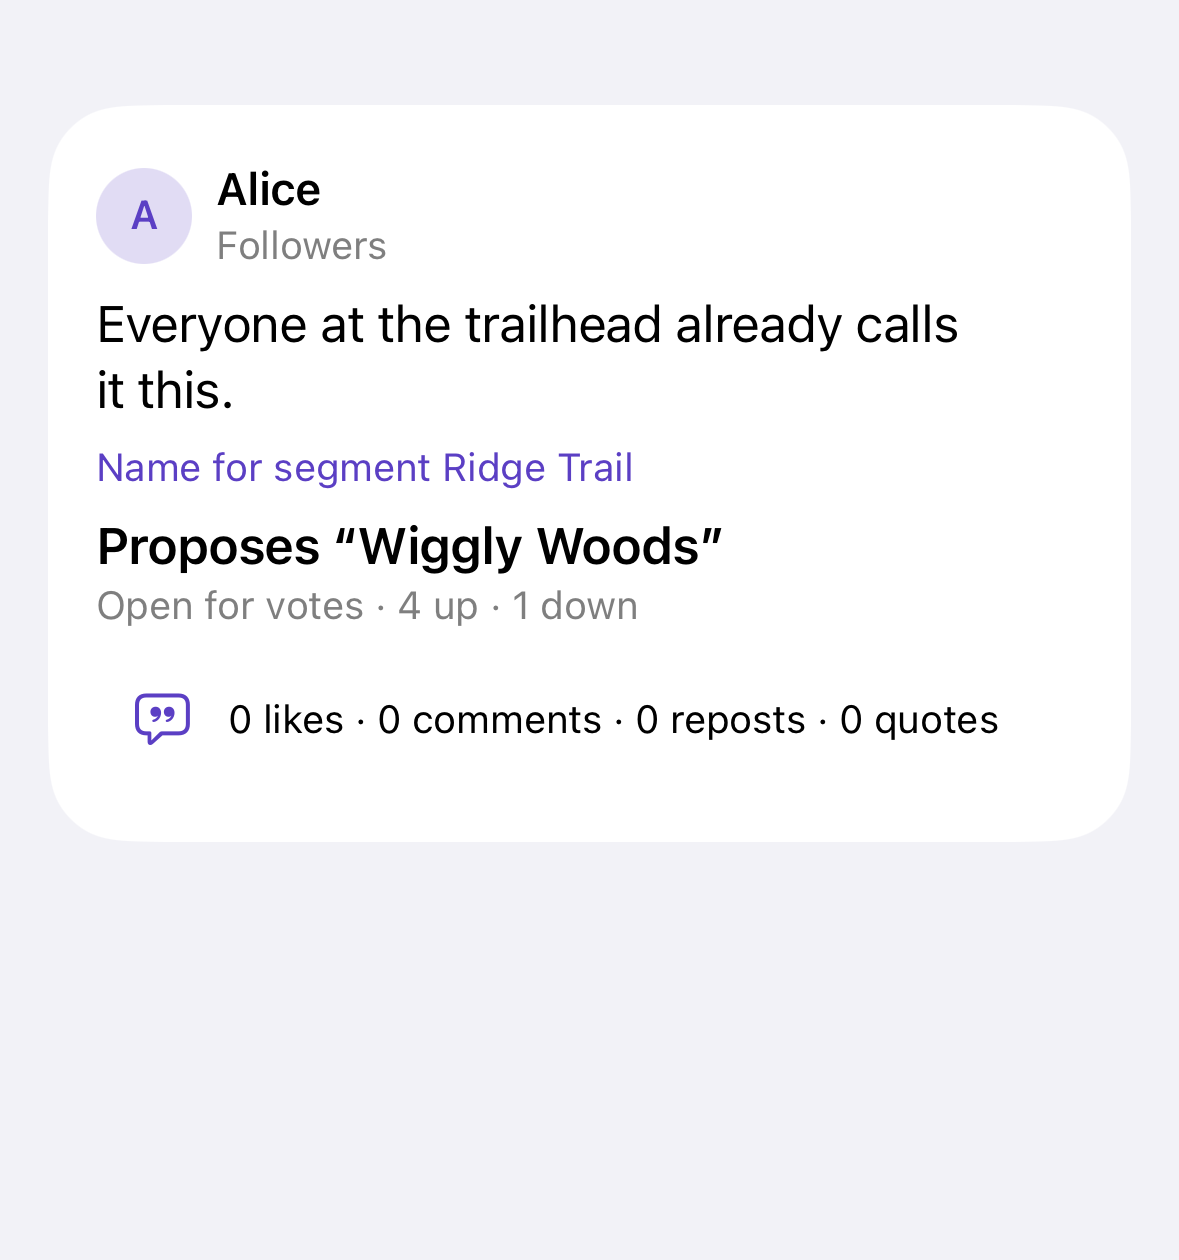 A
Alice
Followers
Everyone at the trailhead already calls
it this.
Name for segment Ridge Trail
Proposes “Wiggly Woods”
Open for votes · 4 up · 1 down
0 likes · 0 comments · 0 reposts · 0 quotes